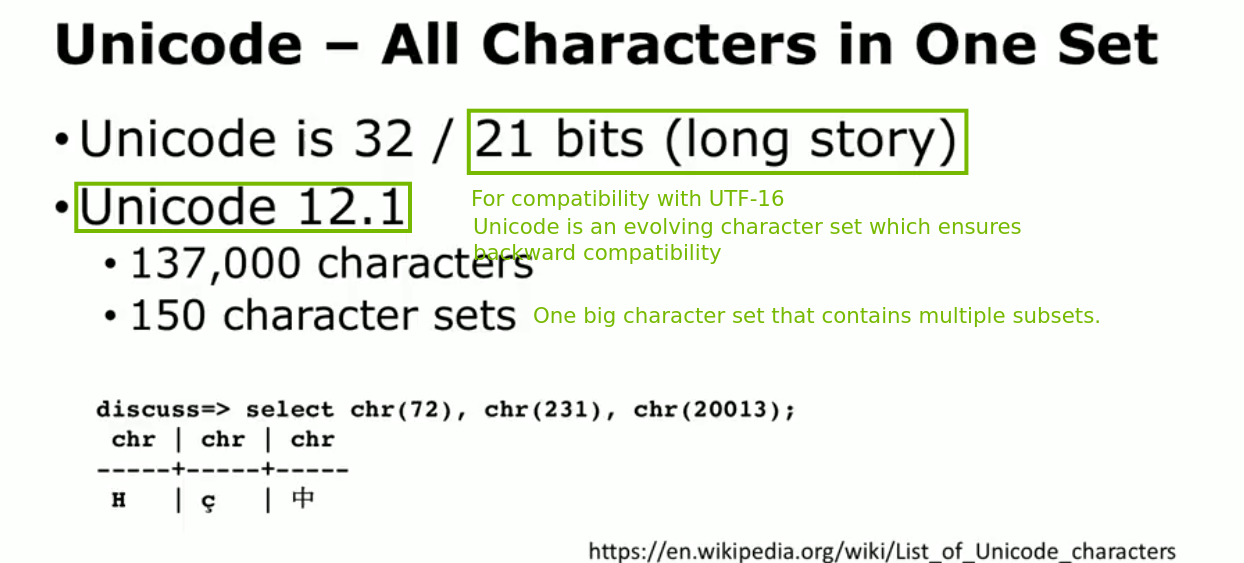 Unicode – All Characters in One Set
•Unicode is 32 / 21 bits (long story)
•Unicode 12.1
For compatibility with UTF-16
Unicode is an evolving character set which ensures
backward compatibility
• 137,000 characters
• 150 character sets
One big character set that contains multiple subsets.
discuss=> select chr(72), chr(231), chr(20013);
 chr | chr | chr
-----+-----+-----
 H   | ç   | 中
https://en.wikipedia.org/wiki/List_of_Unicode_characters